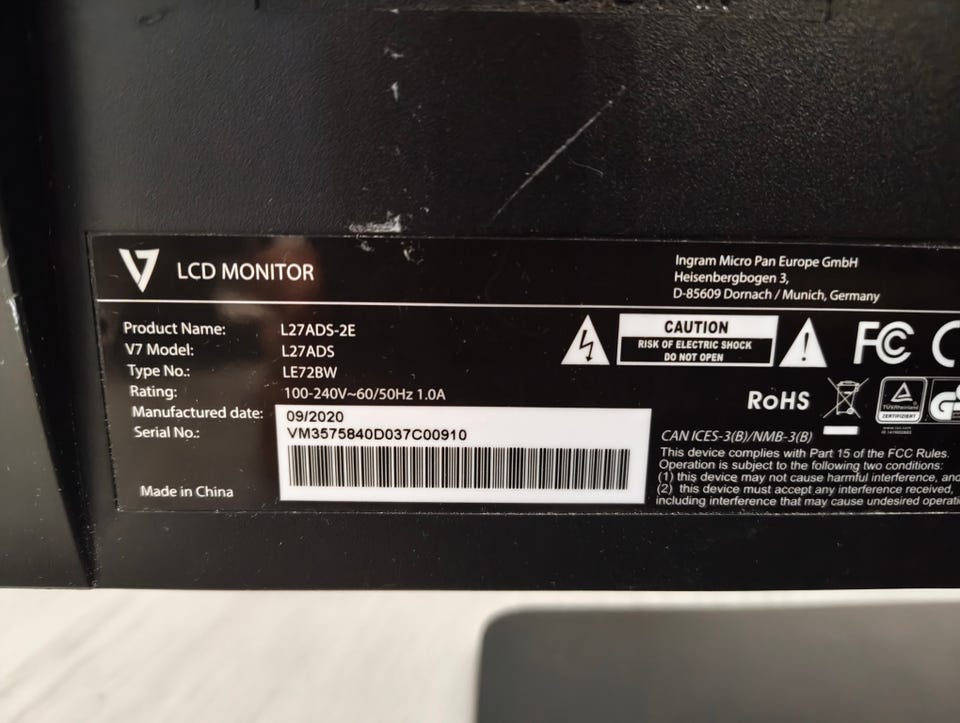 V7 LCD MONITOR
Ingram Micro Pan Europe GmbH
Heisenbergbogen 3,
D-85609 Dornach / Munich, Germany
Product Name: L27ADS-2E
V7 Model: L27ADS
Type No.: LE72BW
Rating: 100-240V~60/50Hz 1.0A
Manufactured date: 09/2020
Serial No.: VM3575840D037C00910
Made in China
CAUTION
RISK OF ELECTRIC SHOCK
DO NOT OPEN
FC
RoHS
TÜVRheinland
ZERTIFIZIERT
CAN ICES-3(B)/NMB-3(B)
This device complies with Part 15 of the FCC Rules.
Operation is subject to the following two conditions:
(1) this device may not cause harmful interference, and
(2) this device must accept any interference received,
including interference that may cause undesired